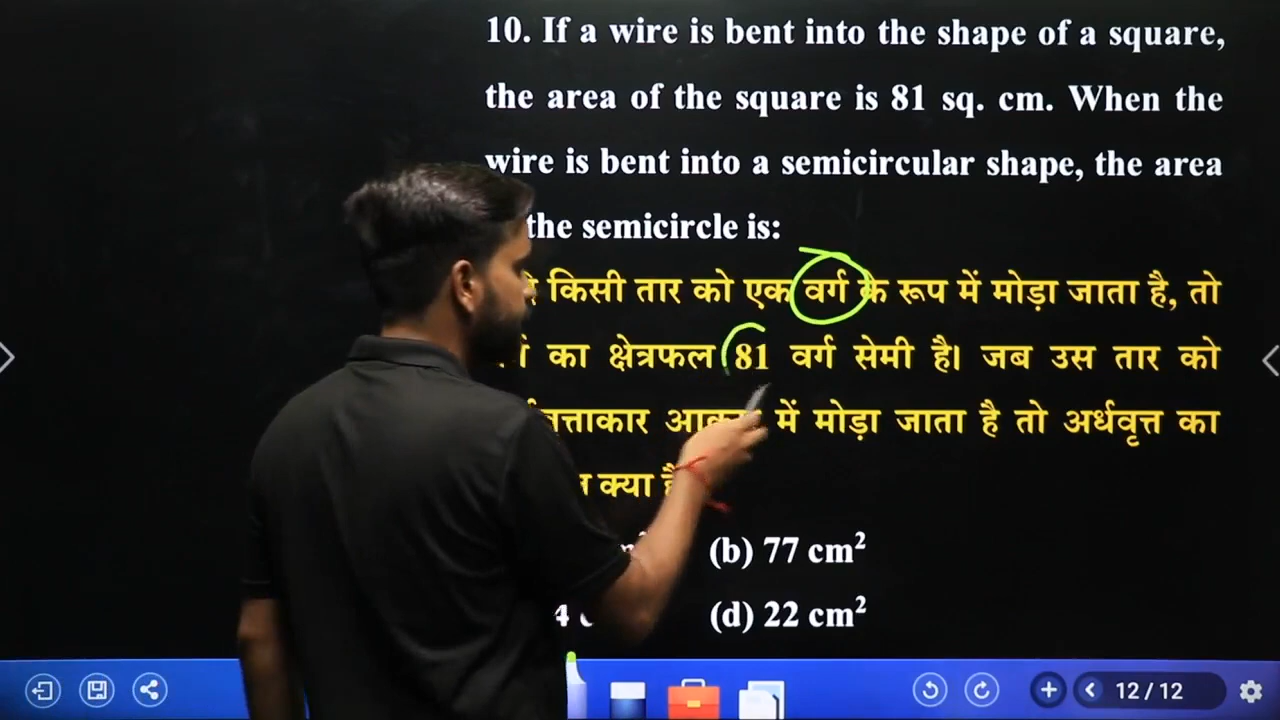 10. If a wire is bent into the shape of a square,
the area of the square is 81 sq. cm. When the
wire is bent into a semicircular shape, the area
the semicircle is:
किसी तार को एक वर्ग के रूप में मोड़ा जाता है, तो
का क्षेत्रफल 81 वर्ग सेमी है। जब उस तार को
में मोड़ा जाता है तो अर्धवृत्त का
क्या
(b) 77 cm²
(d) 22 cm²
12 / 12